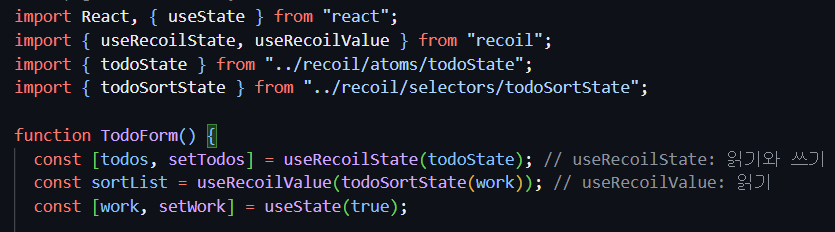 import React, { useState } from "react";
import { useRecoilState, useRecoilValue } from "recoil";
import { todoState } from "../recoil/atoms/todoState";
import { todoSortState } from "../recoil/selectors/todoSortState";
function TodoForm() {
const [todos, setTodos] = useRecoilState(todoState); // useRecoilState: 읽기와 쓰기
const sortList = useRecoilValue(todoSortState(work)); // useRecoilValue: 읽기
const [work, setWork] = useState(true);